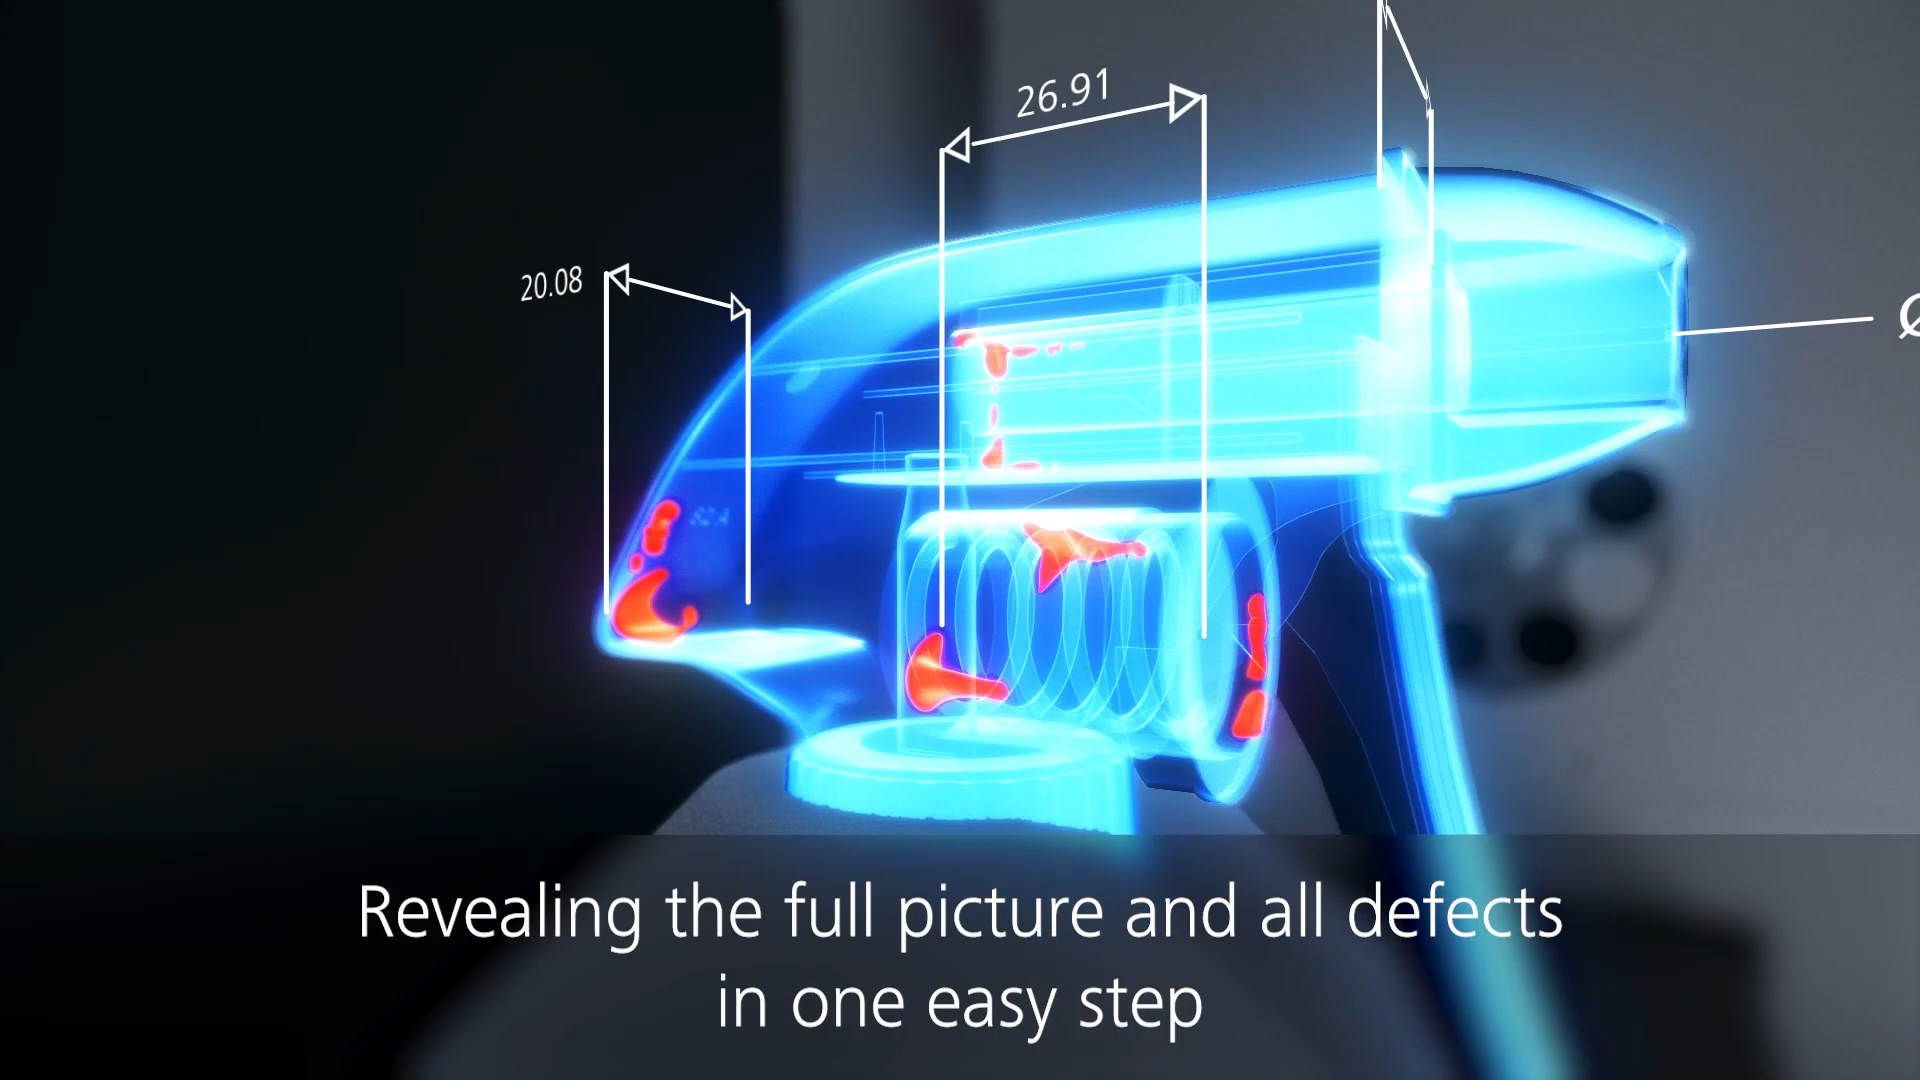 26.91
20.08
Ø
Revealing the full picture and all defects
in one easy step